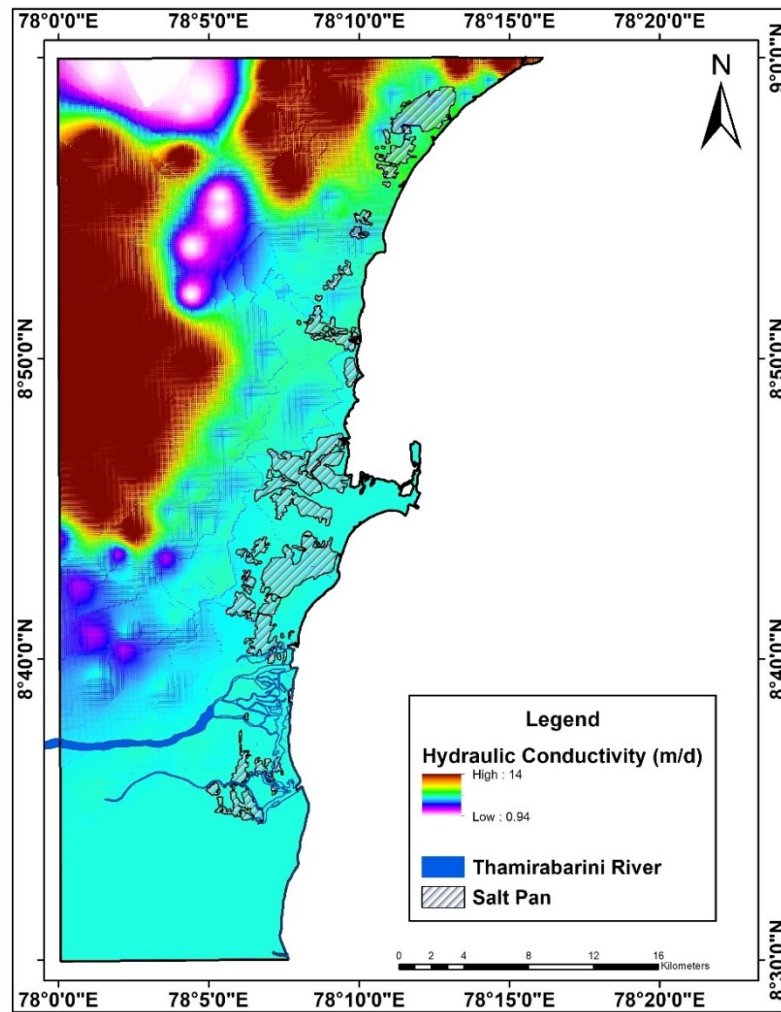 78°0'0"E 78°5'0"E 78°10'0"E 78°15'0"E 78°20'0"E
9°0'0"N 9°0'0"N
N
8°50'0"N 8°50'0"N
8°40'0"N 8°40'0"N
Legend
Hydraulic Conductivity (m/d)
High : 14
Low : 0.94
Thamirabarini River
Salt Pan
0 2 4 8 12 16
Kilometers
8°30'0"N 8°30'0"N
78°0'0"E 78°5'0"E 78°10'0"E 78°15'0"E 78°20'0"E